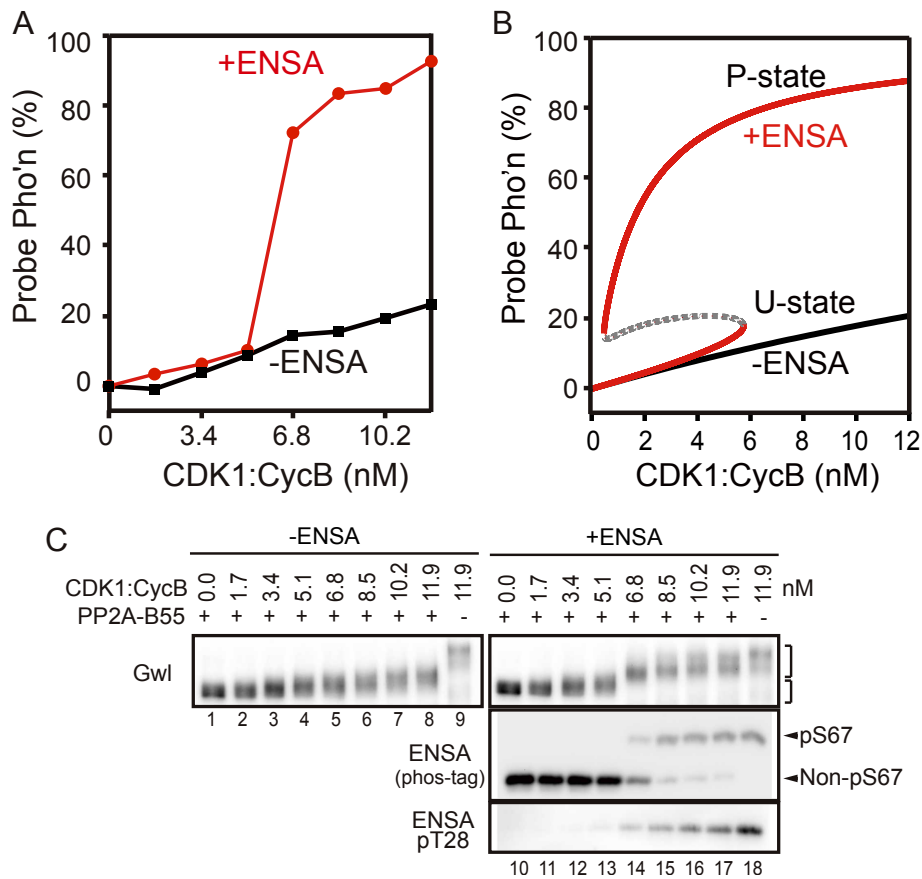 A
B
100
80
60
40
20
0
Probe Pho'n (%)
+ENSA
-ENSA
0
3.4
6.8
10.2
CDK1:CycB (nM)
100
80
60
40
20
0
Probe Pho'n (%)
P-state
+ENSA
U-state
-ENSA
0 2 4 6 8 10 12
CDK1:CycB (nM)
C
-ENSA
+ENSA
CDK1:CycB 0.0 1.7 3.4 5.1 6.8 8.5 10.2 11.9 11.9 0.0 1.7 3.4 5.1 6.8 8.5 10.2 11.9 11.9 nM
PP2A-B55 + + + + + + + + - + + + + + + + + -
Gwl
1 2 3 4 5 6 7 8 9
ENSA
(phos-tag)
pS67
Non-pS67
ENSA
pT28
10 11 12 13 14 15 16 17 18